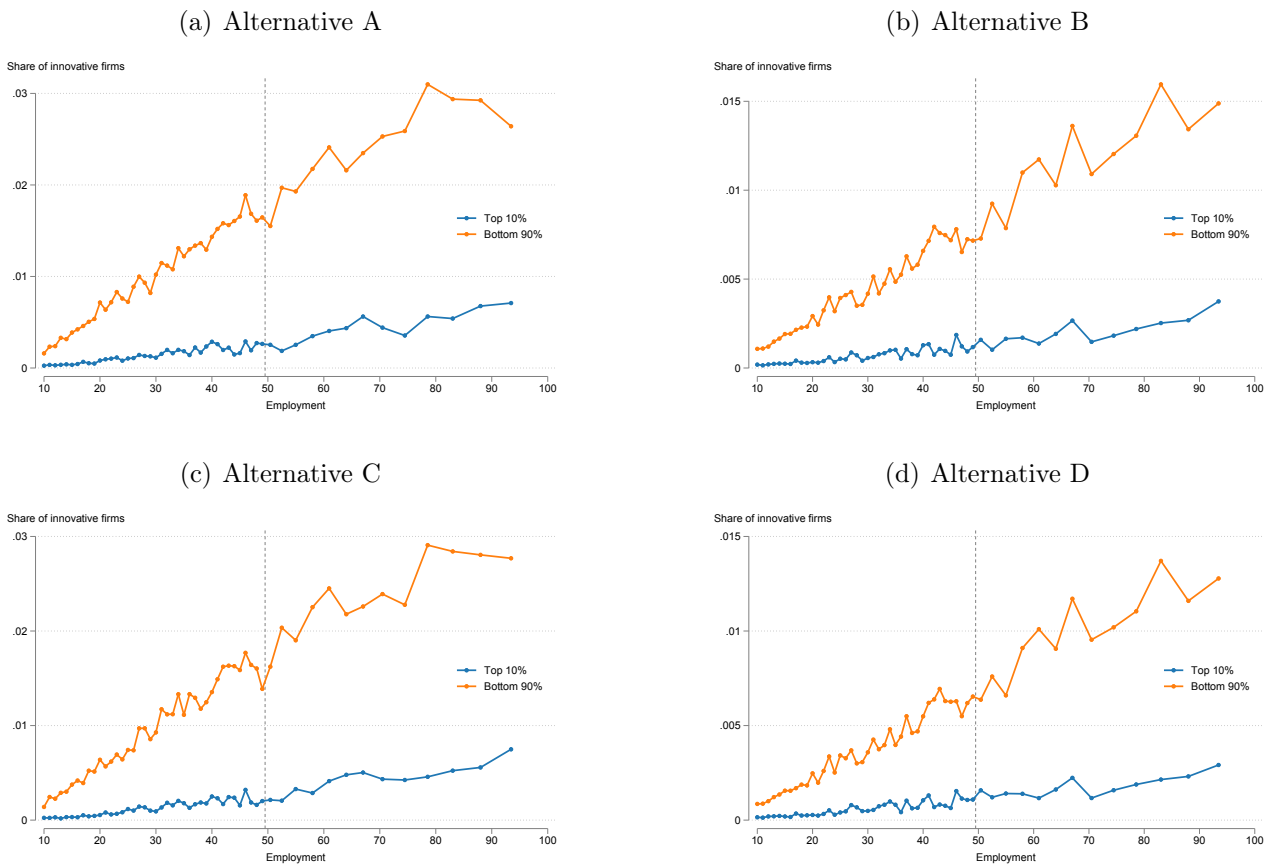 (a) Alternative A
Share of innovative firms
.03
.02
.01
0
10 20 30 40 50 60 70 80 90 100
Employment
Top 10%
Bottom 90%
(b) Alternative B
Share of innovative firms
.015
.01
.005
0
10 20 30 40 50 60 70 80 90 100
Employment
Top 10%
Bottom 90%
(c) Alternative C
Share of innovative firms
.03
.02
.01
0
10 20 30 40 50 60 70 80 90 100
Employment
Top 10%
Bottom 90%
(d) Alternative D
Share of innovative firms
.015
.01
.005
0
10 20 30 40 50 60 70 80 90 100
Employment
Top 10%
Bottom 90%